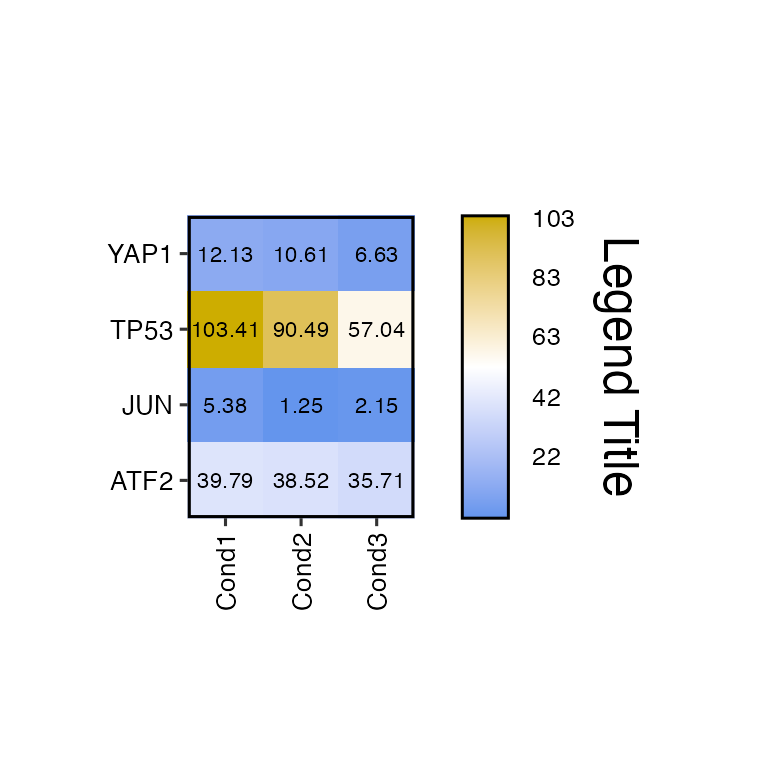 YAP1 12.13 10.61 6.63
TP53 103.41 90.49 57.04
JUN 5.38 1.25 2.15
ATF2 39.79 38.52 35.71
Cond1 Cond2 Cond3
103
83
63
42
22
Legend Title